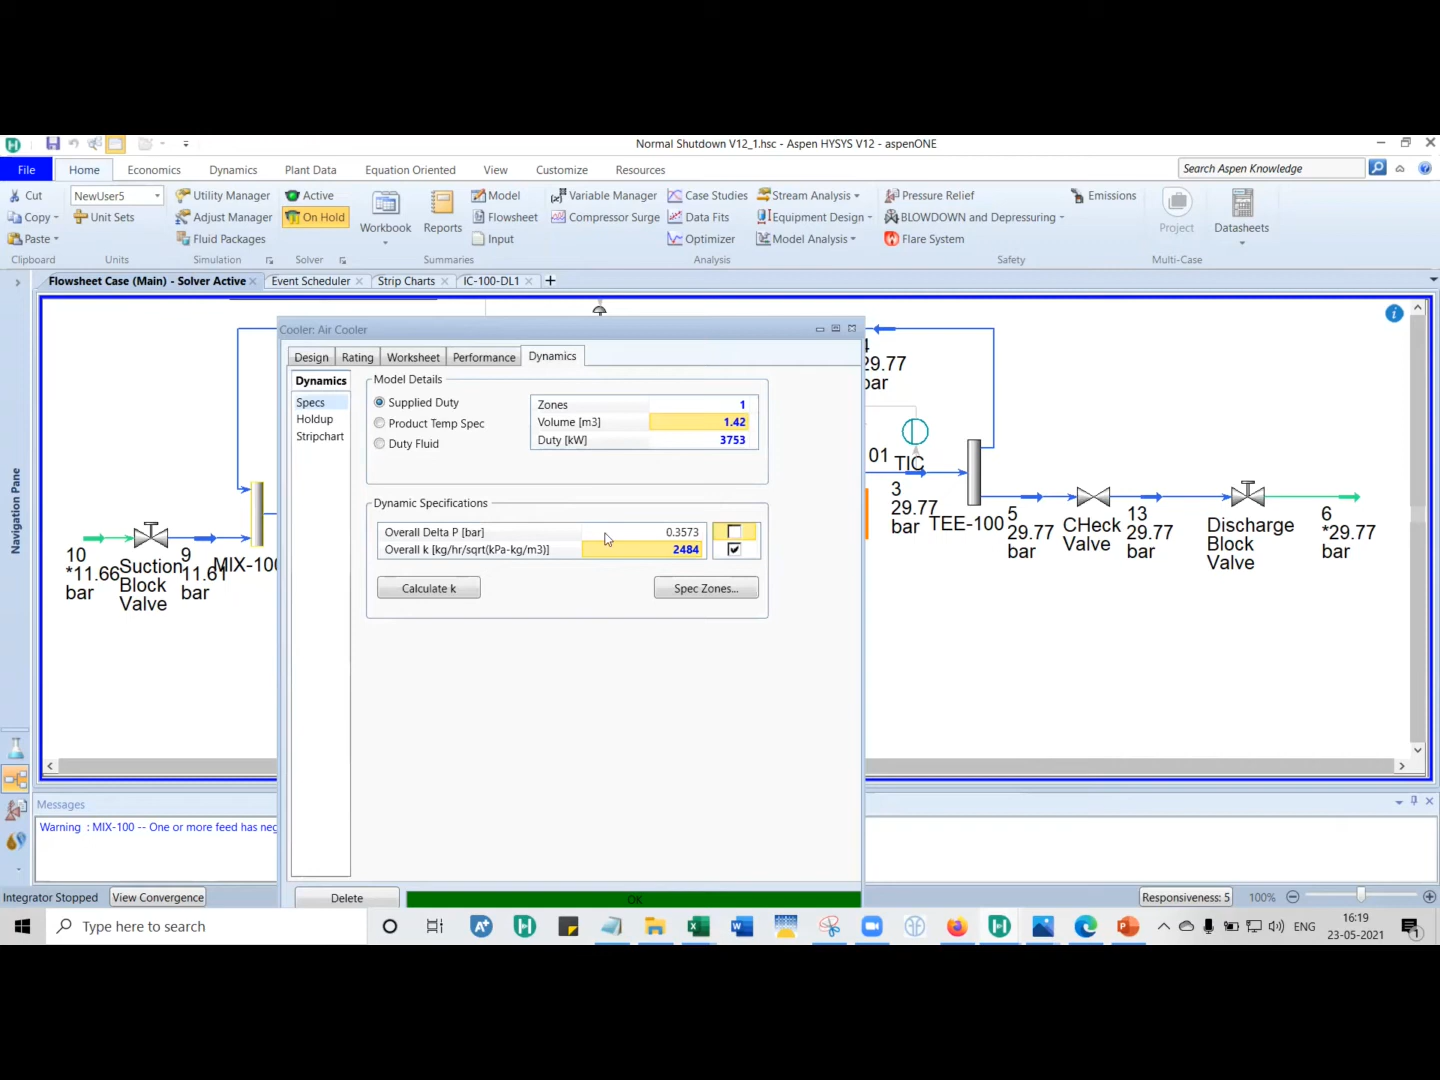 Normal Shutdown V12_1.hsc - Aspen HYSYS V12 - aspenONE
File
Home
Economics
Dynamics
Plant Data
Equation Oriented
View
Customize
Resources
Search Aspen Knowledge
Cut
Copy
Paste
Clipboard
NewUser5
Unit Sets
Units
Utility Manager
Adjust Manager
Fluid Packages
Simulation
Active
On Hold
Solver
Workbook
Reports
Model
Flowsheet
Input
Summaries
Variable Manager
Compressor Surge
Case Studies
Data Fits
Optimizer
Stream Analysis
Equipment Design
Model Analysis
Analysis
Pressure Relief
BLOWDOWN and Depressuring
Flare System
Emissions
Safety
Project
Datasheets
Multi-Case
Flowsheet Case (Main) - Solver Active
Event Scheduler
Strip Charts
IC-100-DL1
Navigation Pane
Cooler: Air Cooler
Design
Rating
Worksheet
Performance
Dynamics
Dynamics
Specs
Holdup
Stripchart
Model Details
Supplied Duty
Product Temp Spec
Duty Fluid
Zones 1
Volume [m3] 1.42
Duty [kW] 3753
Dynamic Specifications
Overall Delta P [bar] 0.3573
Overall k [kg/hr/sqrt(kPa-kg/m3)] 2484
Calculate k
Spec Zones...
Delete
OK
10
*11.66
bar
Suction
Block
Valve
9
11.61
bar
29.77
bar
01
TIC
3
29.77
bar
TEE-100
5
29.77
bar
CHeck
Valve
13
29.77
bar
Discharge
Block
Valve
6
*29.77
bar
Messages
Warning : MIX-100 -- One or more feed has
Integrator Stopped
View Convergence
Responsiveness: 5
100%
Type here to search
ENG
16:19
23-05-2021